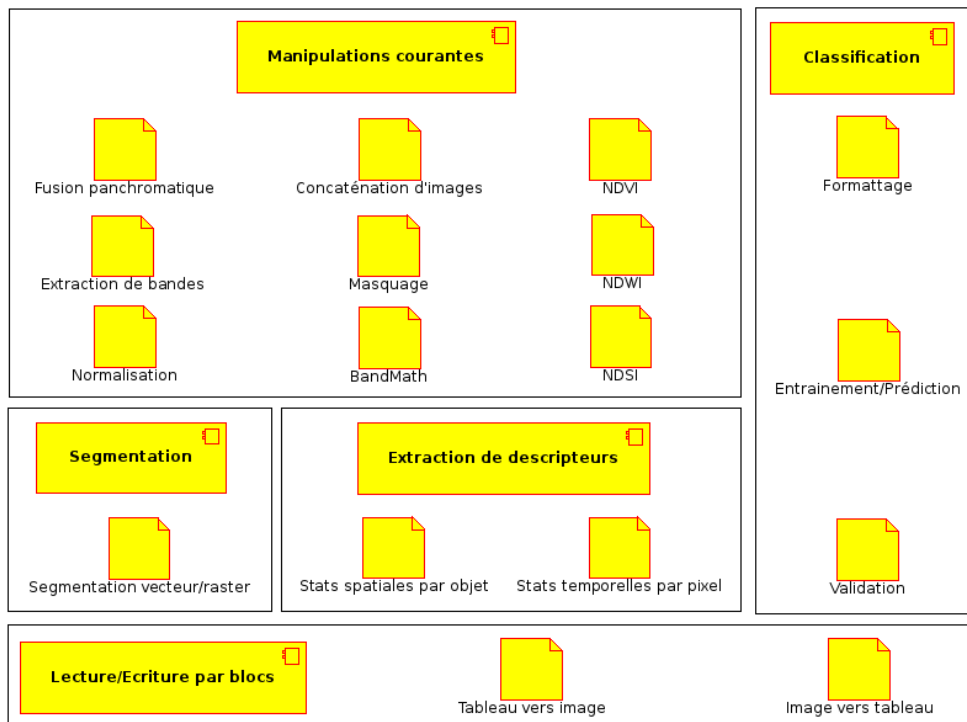 Manipulations courantes
Fusion panchromatique
Concaténation d'images
NDVI
Extraction de bandes
Masquage
NDWI
Normalisation
BandMath
NDSI
Classification
Formattage
Entrainement/Prédiction
Validation
Segmentation
Segmentation vecteur/raster
Extraction de descripteurs
Stats spatiales par objet
Stats temporelles par pixel
Lecture/Ecriture par blocs
Tableau vers image
Image vers tableau